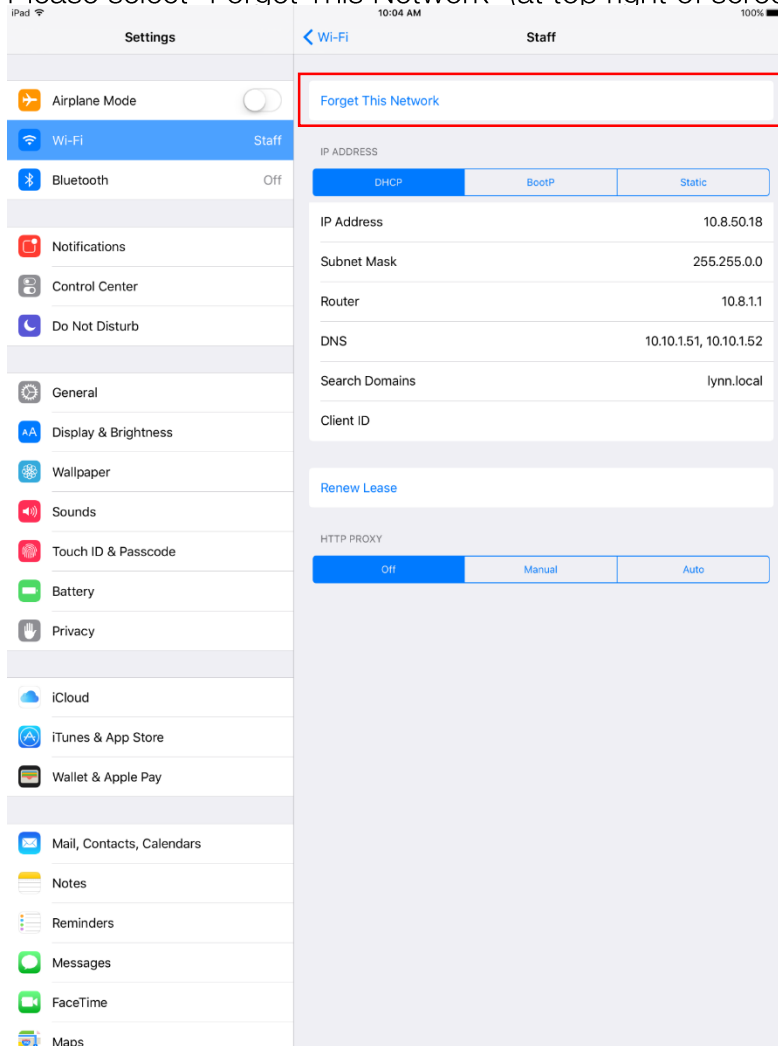 Please select "Forget This Network" (at top right of scree
iPad 10:04 AM 100%
Settings
Wi-Fi Staff
Airplane Mode
Wi-Fi Staff
Bluetooth Off
Notifications
Control Center
Do Not Disturb
General
Display & Brightness
Wallpaper
Sounds
Touch ID & Passcode
Battery
Privacy
iCloud
iTunes & App Store
Wallet & Apple Pay
Mail, Contacts, Calendars
Notes
Reminders
Messages
FaceTime
Maps
Forget This Network
IP ADDRESS
DHCP BootP Static
IP Address 10.8.50.18
Subnet Mask 255.255.0.0
Router 10.8.1.1
DNS 10.10.1.51, 10.10.1.52
Search Domains lynn.local
Client ID
Renew Lease
HTTP PROXY
Off Manual Auto